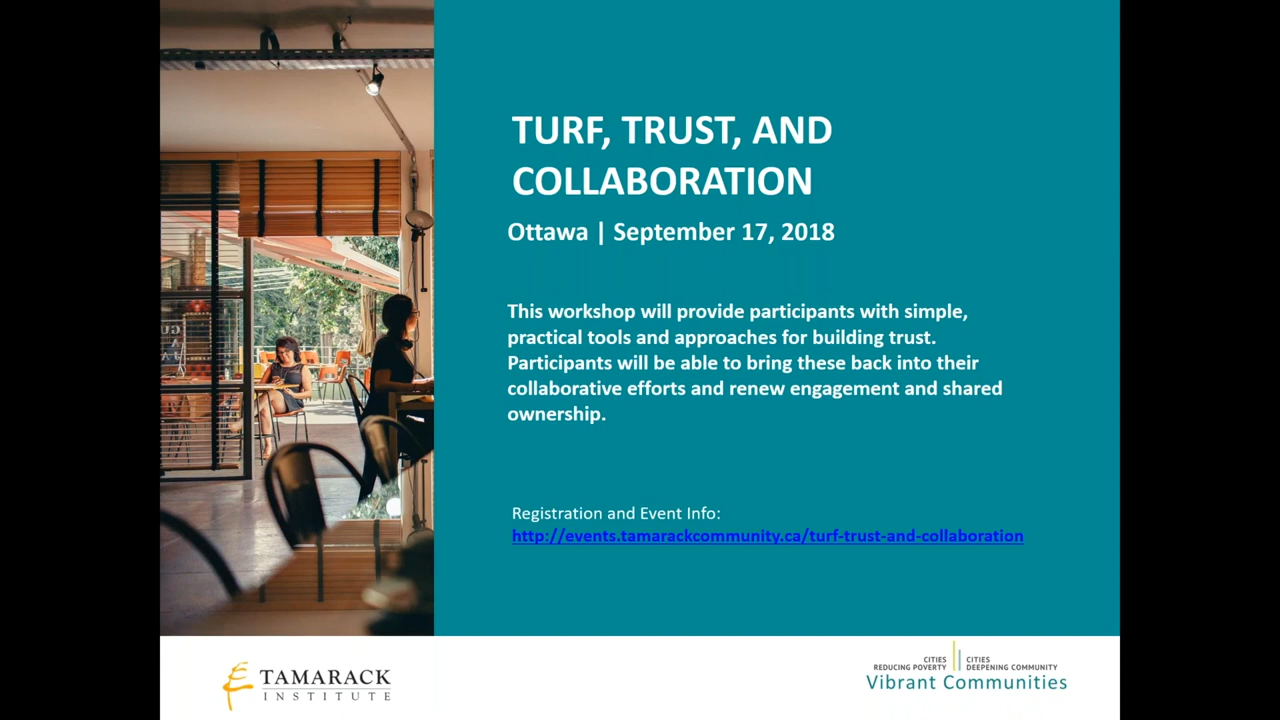 TURF, TRUST, AND
COLLABORATION
Ottawa | September 17, 2018
This workshop will provide participants with simple,
practical tools and approaches for building trust.
Participants will be able to bring these back into their
collaborative efforts and renew engagement and shared
ownership.
Registration and Event Info:
http://events.tamarackcommunity.ca/turf-trust-and-collaboration
TAMARACK
INSTITUTE
CITIES
REDUCING POVERTY
CITIES
DEEPENING COMMUNITY
Vibrant Communities